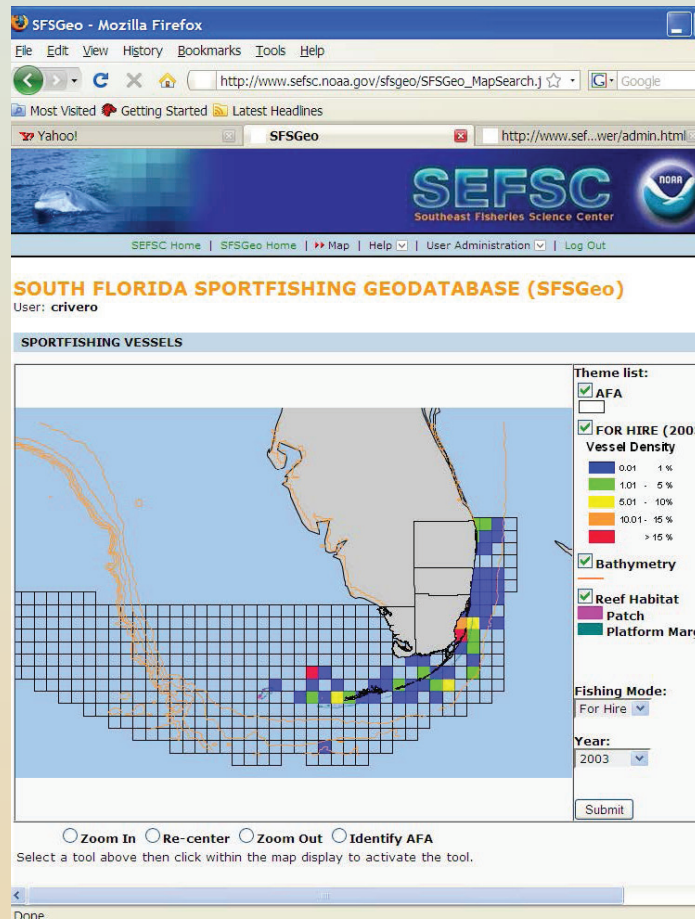 SFSGeo - Mozilla Firefox
File Edit View History Bookmarks Tools Help
http://www.sefsc.noaa.gov/sfsgeo/SFSGeo_MapSearch.j G Google
Most Visited Getting Started Latest Headlines
Yahoo! SFSGeo http://www.sef...wer/admin.html
SEFSC
Southeast Fisheries Science Center
NOAA
SEFSC Home | SFSGeo Home | Map | Help | User Administration | Log Out
SOUTH FLORIDA SPORTFISHING GEODATABASE (SFSGeo)
User: crivero
SPORTFISHING VESSELS
Theme list:
AFA
FOR HIRE (2003
Vessel Density
0.01 1 %
1.01 - 5 %
5.01 - 10%
10.01 - 15 %
> 15 %
Bathymetry
Reef Habitat
Patch
Platform Marg
Fishing Mode:
For Hire
Year:
2003
Submit
Zoom In Re-center Zoom Out Identify AFA
Select a tool above then click within the map display to activate the tool.
Done